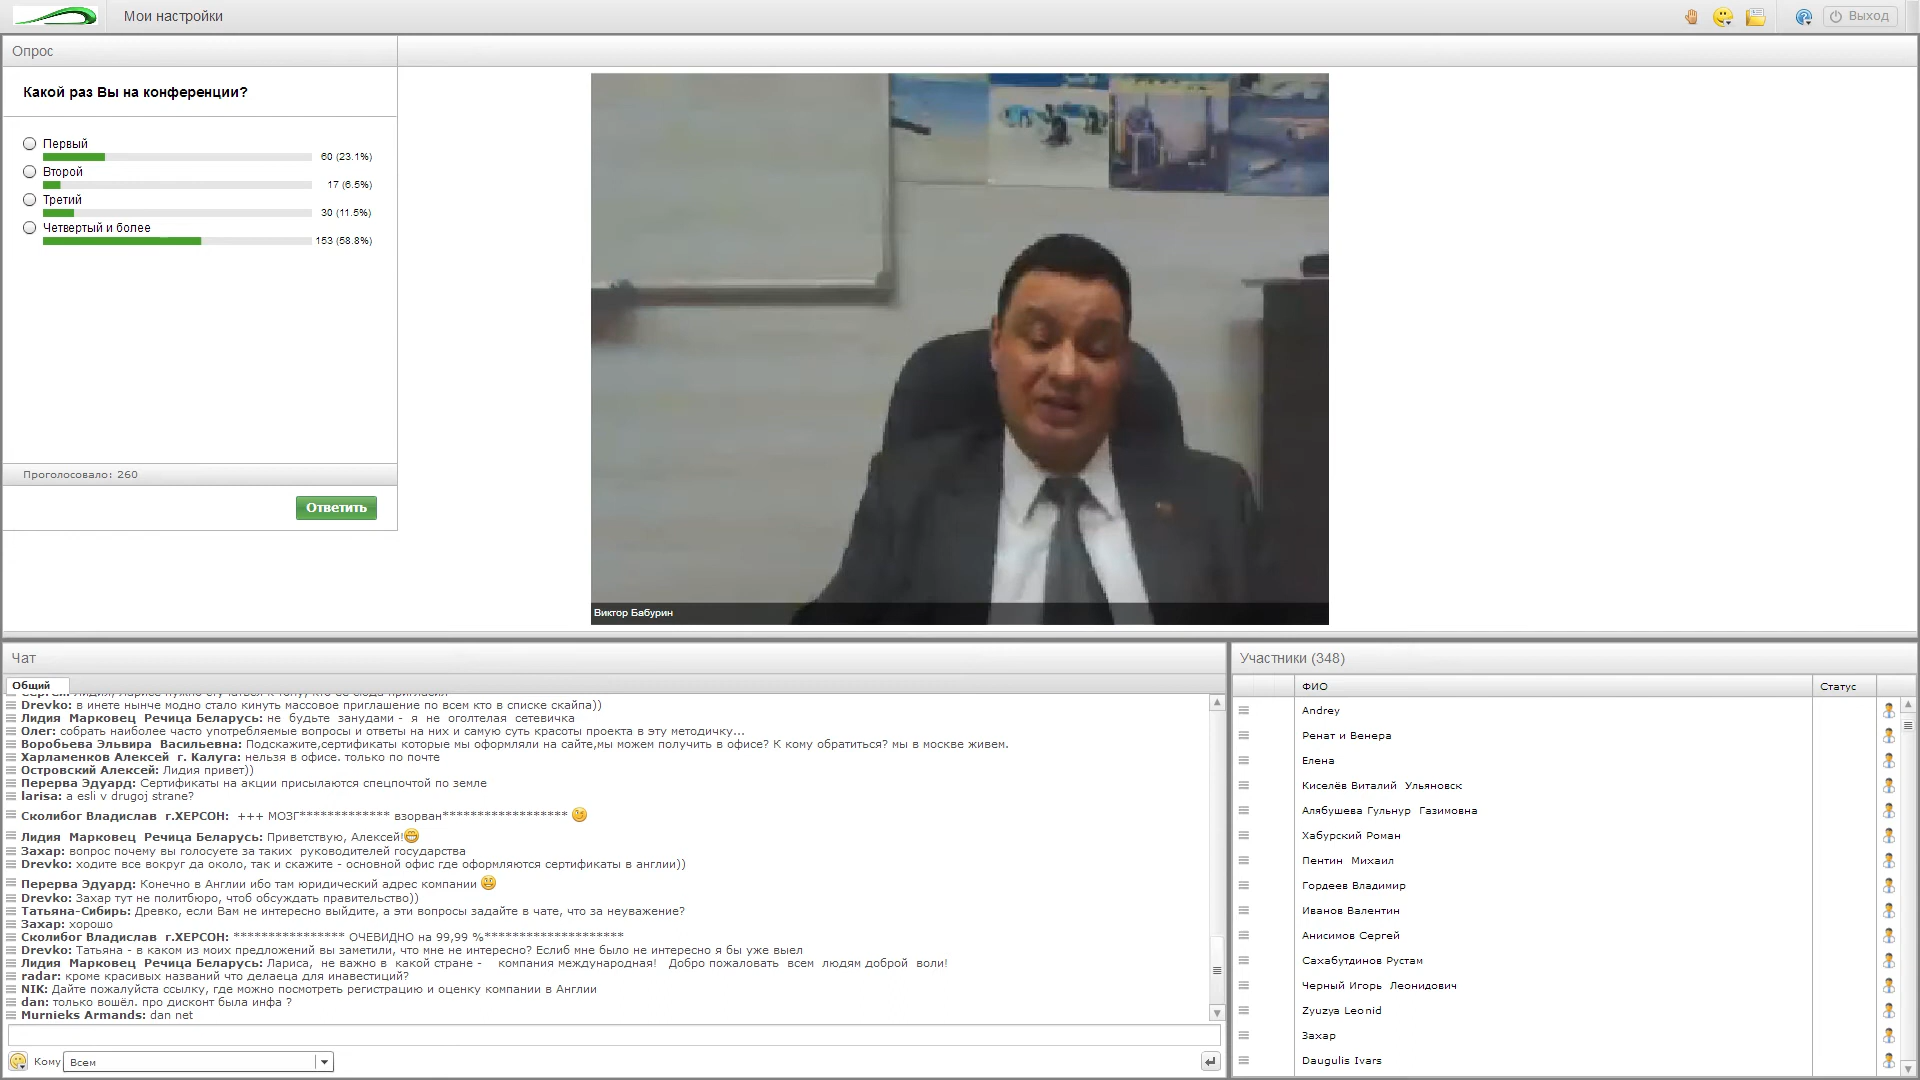 Мои настройки
Выход
Опрос
Какой раз Вы на конференции?
Первый
60 (23.1%)
Второй
17 (6.5%)
Третий
30 (11.5%)
Четвертый и более
153 (58.8%)
Проголосовало: 260
Ответить
Виктор Бабурин
Чат
Общий
Drevko: в инете нынче модно стало кинуть массовое приглашение по всем кто в списке скайпа))
Лидия Марковец Речица Беларусь: не будьте занудами - я не оголтелая сетевичка
Олег: собрать наиболее часто употребляемые вопросы и ответы на них и самую суть красоты проекта в эту методичку...
Воробьева Эльвира Васильевна: Подскажите,сертификаты которые мы оформляли на сайте,мы можем получить в офисе? К кому обратиться? мы в москве живем.
Харламенков Алексей г. Калуга: нельзя в офисе. только по почте
Островский Алексей: Лидия привет))
Перерва Эдуард: Сертификаты на акции присылаются спецпочтой по земле
larisa: a esli v drugoj strane?
Сколибог Владислав г.ХЕРСОН: +++ МОЗГ************* взорван******************
Лидия Марковец Речица Беларусь: Приветствую, Алексей!
Захар: вопрос почему вы голосуете за таких руководителей государства
Drevko: ходите все вокруг да около, так и скажите - основной офис где оформляются сертификаты в англии))
Перерва Эдуард: Конечно в Англии ибо там юридический адрес компании
Drevko: Захар тут не политбюро, чтоб обсуждать правительство))
Татьяна-Сибирь: Древко, если Вам не интересно выйдите, а эти вопросы задайте в чате, что за неуважение?
Захар: хорошо
Сколибог Владислав г.ХЕРСОН: **************** ОЧЕВИДНО на 99,99 %********************
Drevko: Татьяна - в каком из моих предложений вы заметили, что мне не интересно? Еслиб мне было не интересно я бы уже выел
Лидия Марковец Речица Беларусь: Лариса, не важно в какой стране - компания международная! Добро пожаловать всем людям доброй воли!
radar: кроме красивых названий что делаеца для инавестиций?
NIK: Дайте пожалуйста ссылку, где можно посмотреть регистрацию и оценку компании в Англии
dan: только вошёл. про дисконт была инфа ?
Murnieks Armands: dan net
Кому
Всем
Участники (348)
ФИО
Статус
Andrey
Ренат и Венера
Елена
Киселёв Виталий Ульяновск
Алябушева Гульнур Газимовна
Хабурский Роман
Пентин Михаил
Гордеев Владимир
Иванов Валентин
Анисимов Сергей
Сахабутдинов Рустам
Черный Игорь Леонидович
Zyuzya Leonid
Захар
Daugulis Ivars